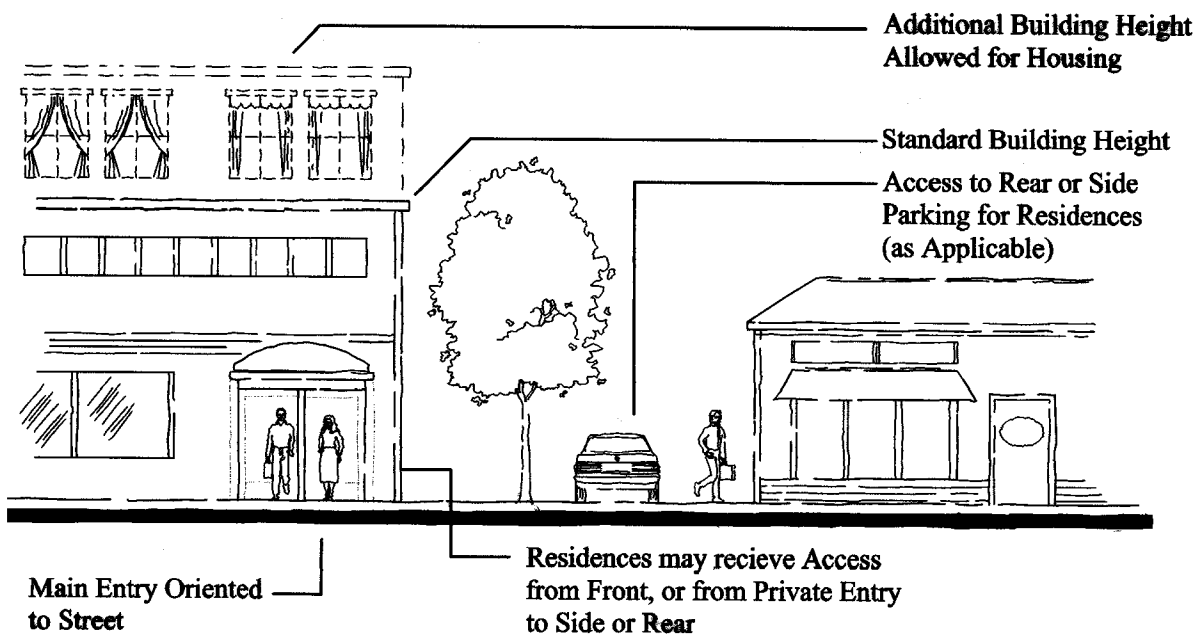 Additional Building Height
Allowed for Housing
Standard Building Height
Access to Rear or Side
Parking for Residences
(as Applicable)
Main Entry Oriented
to Street
Residences may recieve Access
from Front, or from Private Entry
to Side or Rear